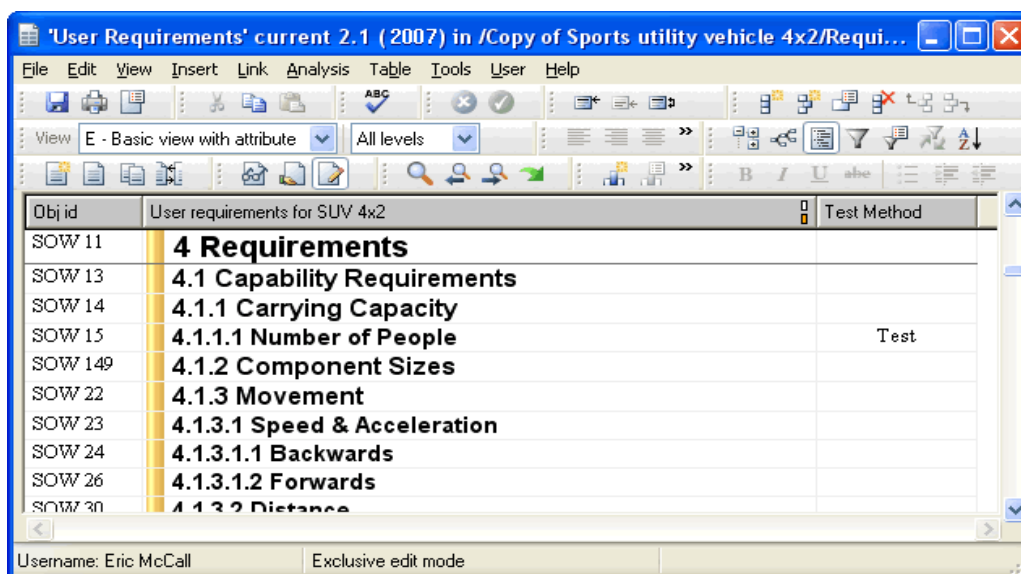 'User Requirements' current 2.1 (2007) in /Copy of Sports utility vehicle 4x2/Requi...
File Edit View Insert Link Analysis Table Tools User Help
ABC
View E - Basic view with attribute All levels
B I U abc
Obj id User requirements for SUV 4x2 Test Method
SOW 11 4 Requirements
SOW 13 4.1 Capability Requirements
SOW 14 4.1.1 Carrying Capacity
SOW 15 4.1.1.1 Number of People Test
SOW 149 4.1.2 Component Sizes
SOW 22 4.1.3 Movement
SOW 23 4.1.3.1 Speed & Acceleration
SOW 24 4.1.3.1.1 Backwards
SOW 26 4.1.3.1.2 Forwards
SOW 30 4.1.3.2 Distance
Username: Eric McCall Exclusive edit mode